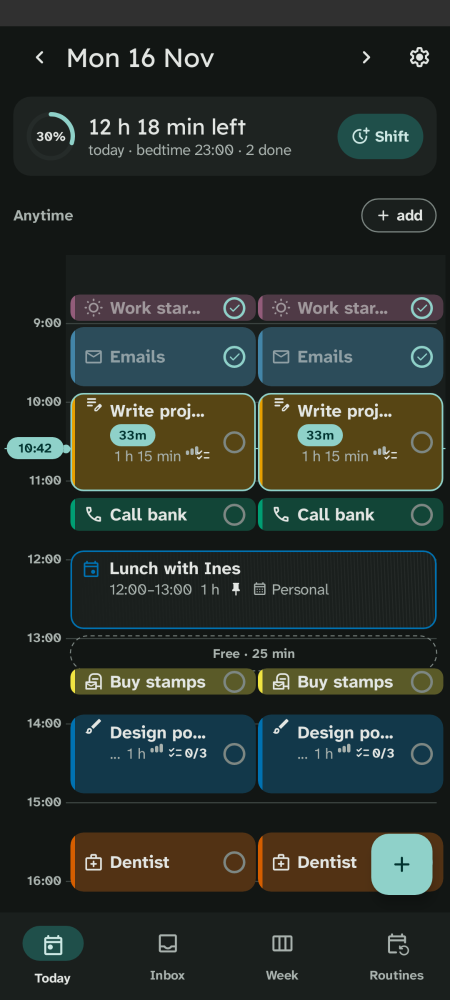 Mon 16 Nov
30%
12 h 18 min left
today · bedtime 23:00 · 2 done
Shift
Anytime
+ add
Work star... Work star...
9:00
Emails Emails
10:00
Write proj... Write proj...
33m 33m
10:42
1 h 15 min 1 h 15 min
11:00
Call bank Call bank
12:00
Lunch with Ines
12:00–13:00 1 h Personal
13:00
Free · 25 min
Buy stamps Buy stamps
14:00
Design po... Design po...
... 1 h 0/3 ... 1 h 0/3
15:00
Dentist Dentist
16:00
Today Inbox Week Routines